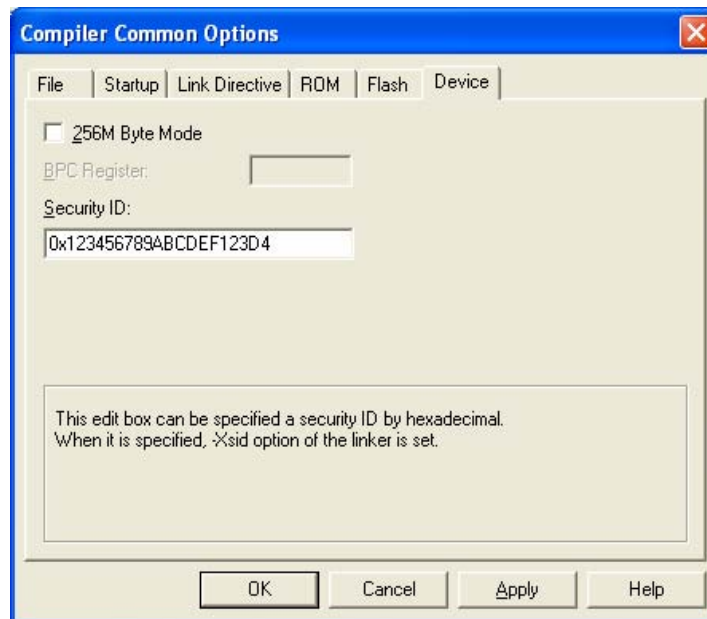 Compiler Common Options
File Startup Link Directive ROM Flash Device
256M Byte Mode
BPC Register:
Security ID:
0x123456789ABCDEF123D4
This edit box can be specified a security ID by hexadecimal.
When it is specified, -Xsid option of the linker is set.
OK Cancel Apply Help